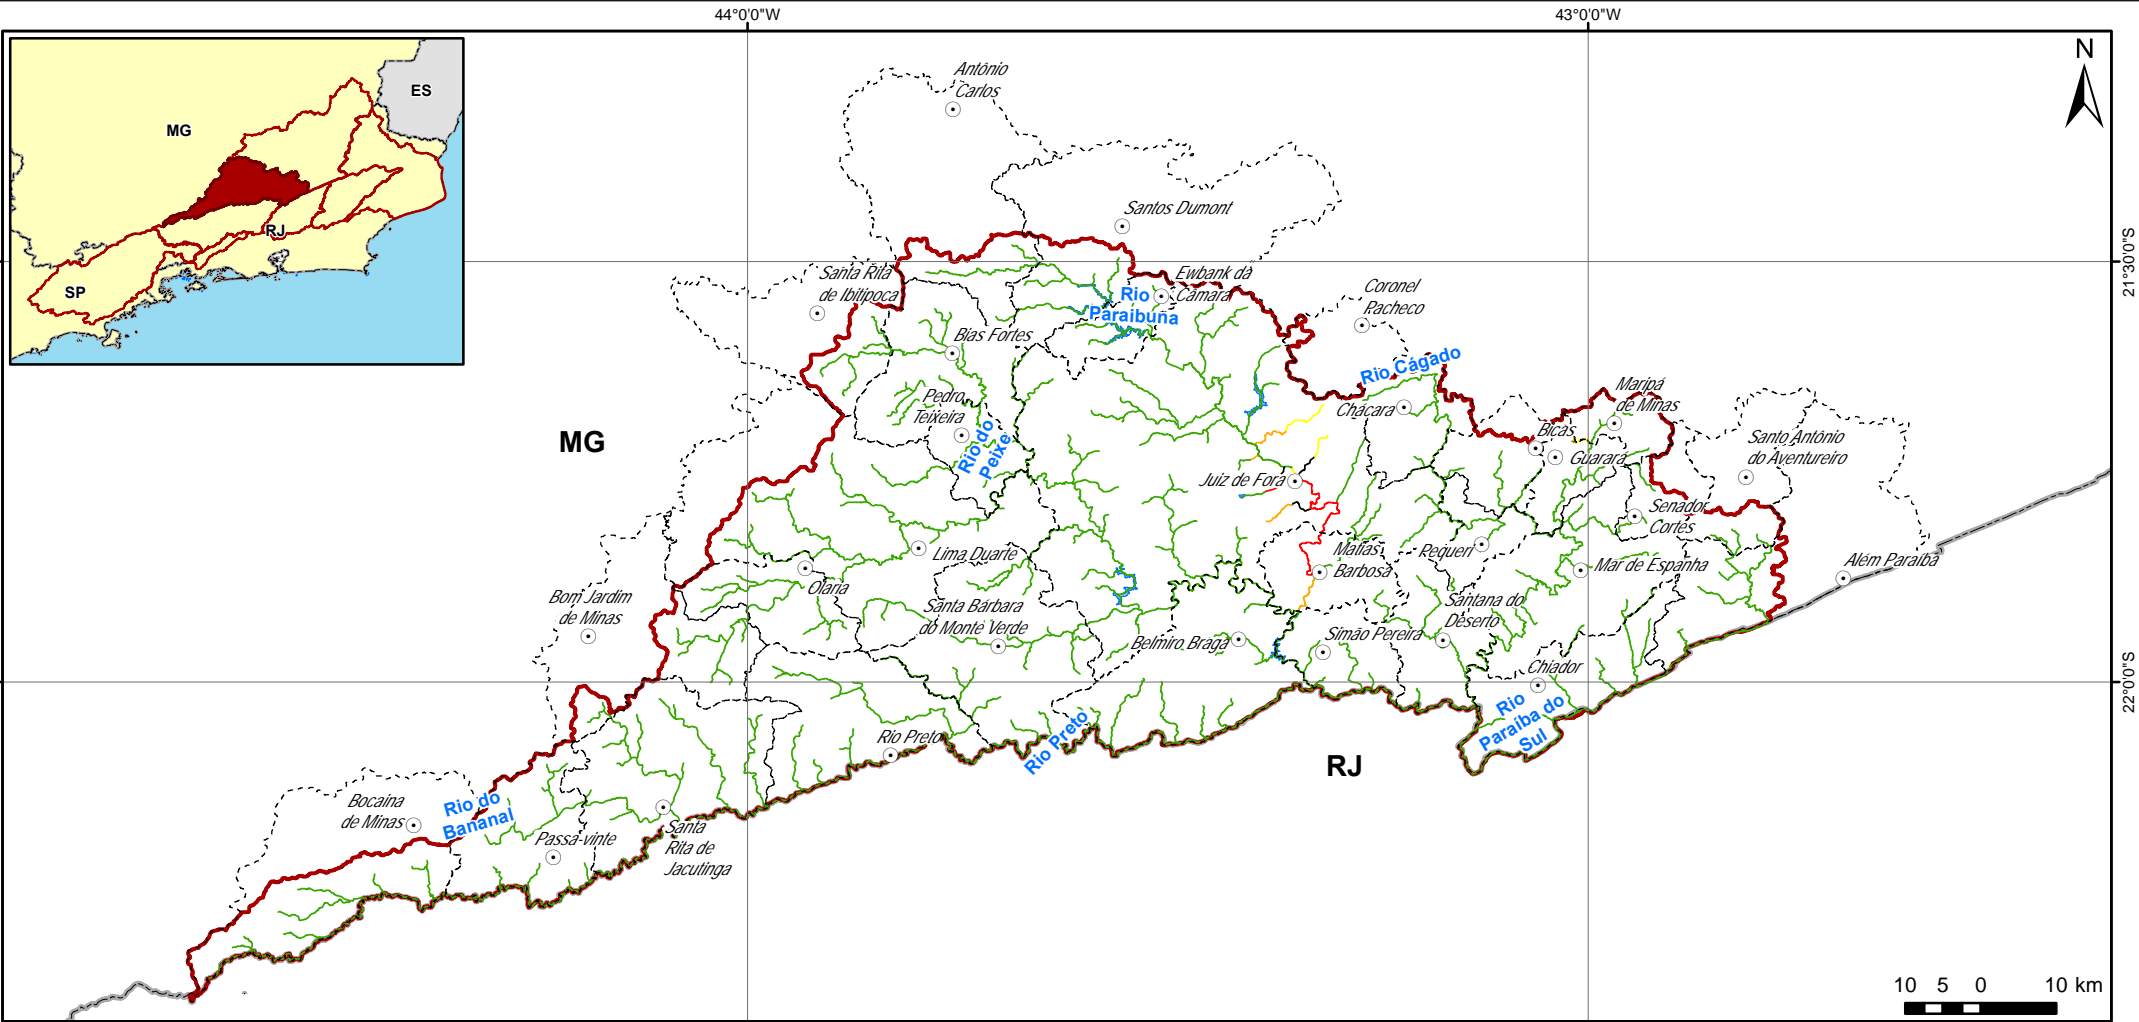 44°0'0"W
43°0'0"W
N
ES
MG
RJ
SP
Antônio
Carlos
Santos Dumont
21°30'0"S
Santa Rita
de Ibitipoca
Ewbank da
Câmara
Rio
Paraibuna
Coronel
Pacheco
Bias Fortes
Rio Cágado
Maripá
de Minas
Pedro
Teixeira
Chácara
MG
Rio do
Peixe
Bicas
Guarará
Santo Antônio
do Aventureiro
Juiz de Fora
Senador
Cortes
Lima Duarte
Matias
Barbosa
Pequeri
Mar de Espanha
Além Paraíba
Olaria
Bom Jardim
de Minas
Santa Bárbara
do Monte Verde
Santana do
Deserto
Belmiro Braga
Simão Pereira
Chiador
22°0'0"S
Rio
Paraíba do
Sul
Rio Preto
Rio Preto
RJ
Bocaina
de Minas
Rio do
Bananal
Passa-vinte
Santa
Rita de
Jacutinga
10 5 0 10 km